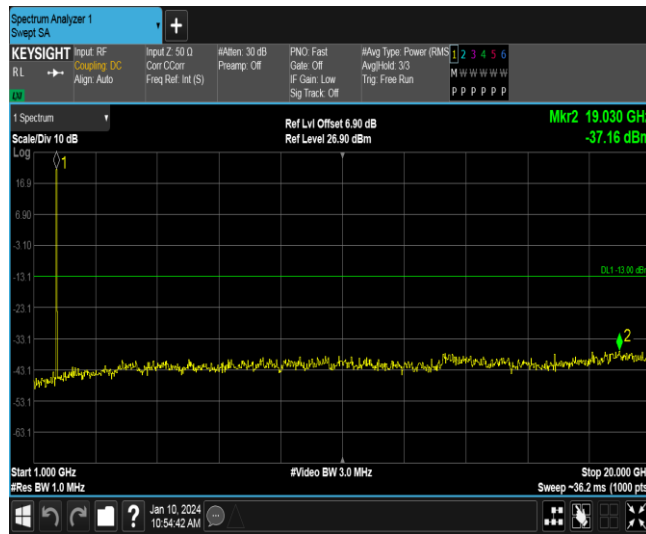 Spectrum Analyzer 1
Swept SA
+
KEYSIGHT
RL
Input: RF
Coupling: DC
Align: Auto
Input Z: 50 Ω
Corr CCorr
Freq Ref: Int (S)
#Atten: 30 dB
Preamp: Off
PNO: Fast
Gate: Off
IF Gain: Low
Sig Track: Off
#Avg Type: Power (RMS
Avg|Hold: 3/3
Trig: Free Run
1 2 3 4 5 6
M W W W W W
P P P P P P
1 Spectrum
Scale/Div 10 dB
Log
Ref Lvl Offset 6.90 dB
Ref Level 26.90 dBm
Mkr2 19.030 GHz
-37.16 dBm
1
16.9
6.90
-3.10
-13.1
DL1 -13.00 dBm
-23.1
-33.1
2
-43.1
-53.1
-63.1
Start 1.000 GHz
#Res BW 1.0 MHz
#Video BW 3.0 MHz
Stop 20.000 GH
Sweep ~36.2 ms (1000 pts
?
Jan 10, 2024
10:54:42 AM